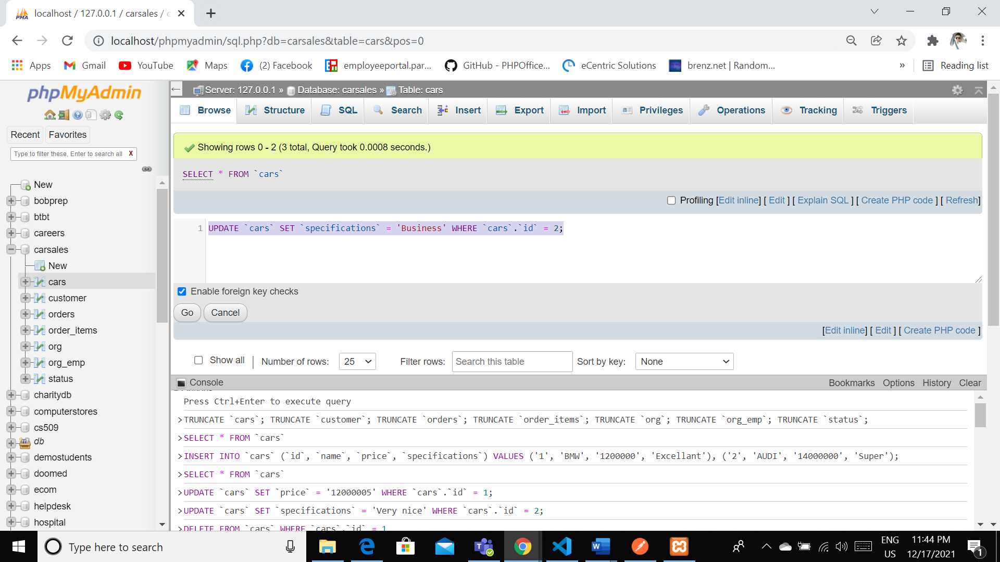 localhost / 127.0.0.1 / carsales / c
localhost/phpmyadmin/sql.php?db=carsales&table=cars&pos=0
Apps
Gmail
YouTube
Maps
(2) Facebook
employeeportal.par...
GitHub - PHPOffice...
eCentric Solutions
brenz.net | Random...
»
Reading list
phpMyAdmin
Recent
Favorites
Type to filter these, Enter to search all
X
New
bobprep
btbt
careers
carsales
New
cars
customer
orders
order_items
org
org_emp
status
charitydb
computerstores
cs509
db
demostudents
doomed
ecom
helpdesk
hospital
Server: 127.0.0.1 » Database: carsales » Table: cars
Browse
Structure
SQL
Search
Insert
Export
Import
Privileges
Operations
Tracking
Triggers
Showing rows 0 - 2 (3 total, Query took 0.0008 seconds.)
SELECT * FROM `cars`
Profiling [Edit inline] [ Edit ] [ Explain SQL ] [ Create PHP code ] [ Refresh]
1
UPDATE `cars` SET `specifications` = 'Business' WHERE `cars`.`id` = 2;
Enable foreign key checks
Go
Cancel
[Edit inline] [ Edit ] [ Create PHP code ]
Show all
Number of rows:
25
Filter rows:
Search this table
Sort by key:
None
Console
Bookmarks
Options
History
Clear
Press Ctrl+Enter to execute query
>TRUNCATE `cars`; TRUNCATE `customer`; TRUNCATE `orders`; TRUNCATE `order_items`; TRUNCATE `org`; TRUNCATE `org_emp`; TRUNCATE `status`;
>SELECT * FROM `cars`
>INSERT INTO `cars` (`id`, `name`, `price`, `specifications`) VALUES ('1', 'BMW', '1200000', 'Excellant'), ('2', 'AUDI', '14000000', 'Super');
>SELECT * FROM `cars`
>UPDATE `cars` SET `price` = '12000005' WHERE `cars`.`id` = 1;
>UPDATE `cars` SET `specifications` = 'Very nice' WHERE `cars`.`id` = 2;
>DELETE FROM `cars` WHERE `cars`.`id` = 1
Type here to search
ENG
US
11:44 PM
12/17/2021
1